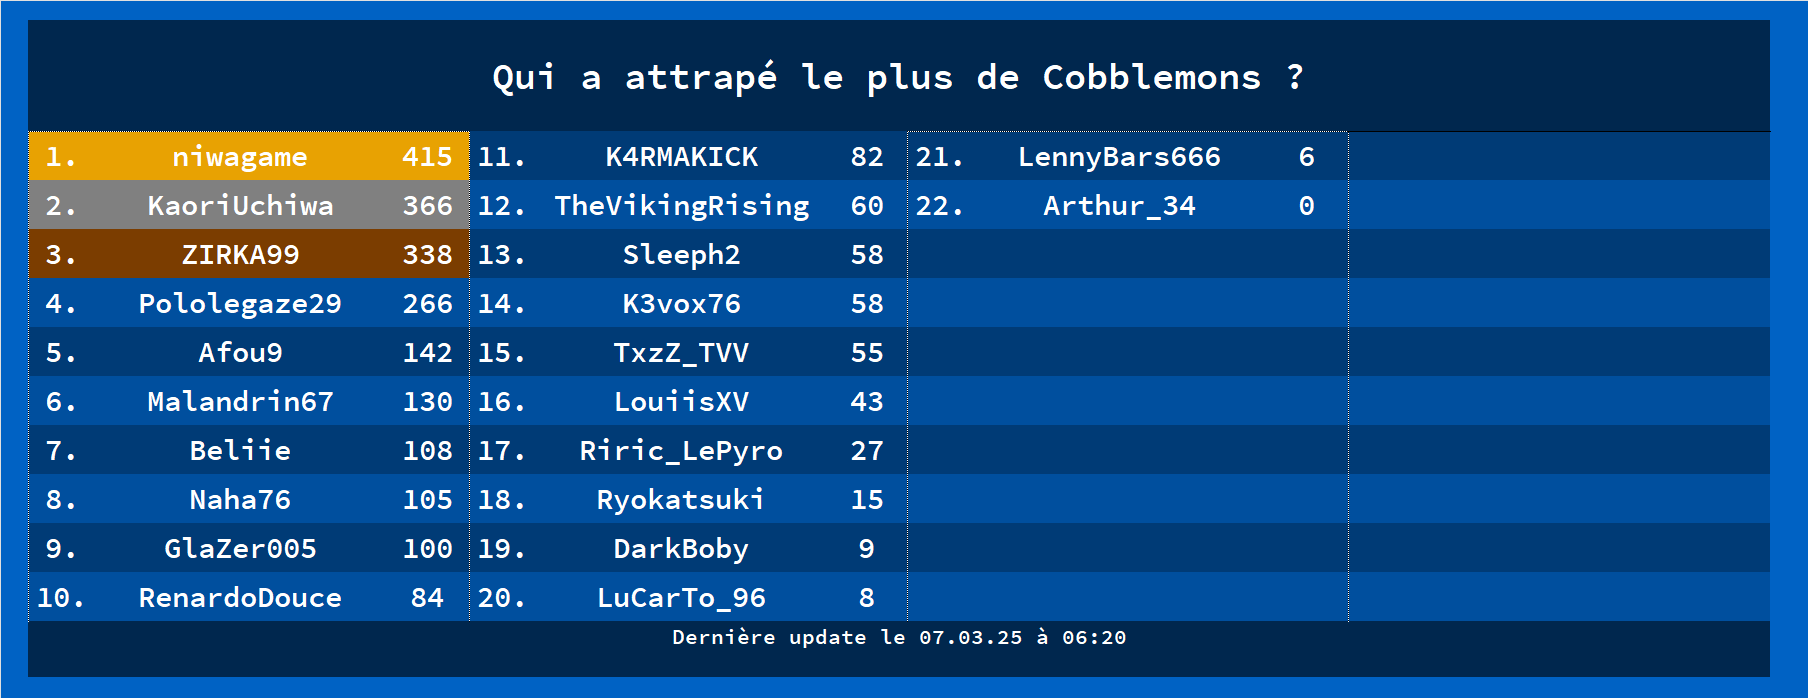 Qui a attrapé le plus de Cobblemons ?
1. niwagame 415
2. KaoriUchiwa 366
3. ZIRKA99 338
4. Pololegaze29 266
5. Afou9 142
6. Malandrin67 130
7. Beliie 108
8. Naha76 105
9. GlaZer005 100
10. RenardoDouce 84
11. K4RMAKICK 82
12. TheVikingRising 60
13. Sleeph2 58
14. K3vox76 58
15. TxzZ_TVV 55
16. LouiisXV 43
17. Riric_LePyro 27
18. Ryokatsuki 15
19. DarkBoby 9
20. LuCarTo_96 8
21. LennyBars666 6
22. Arthur_34 0
Dernière update le 07.03.25 à 06:20